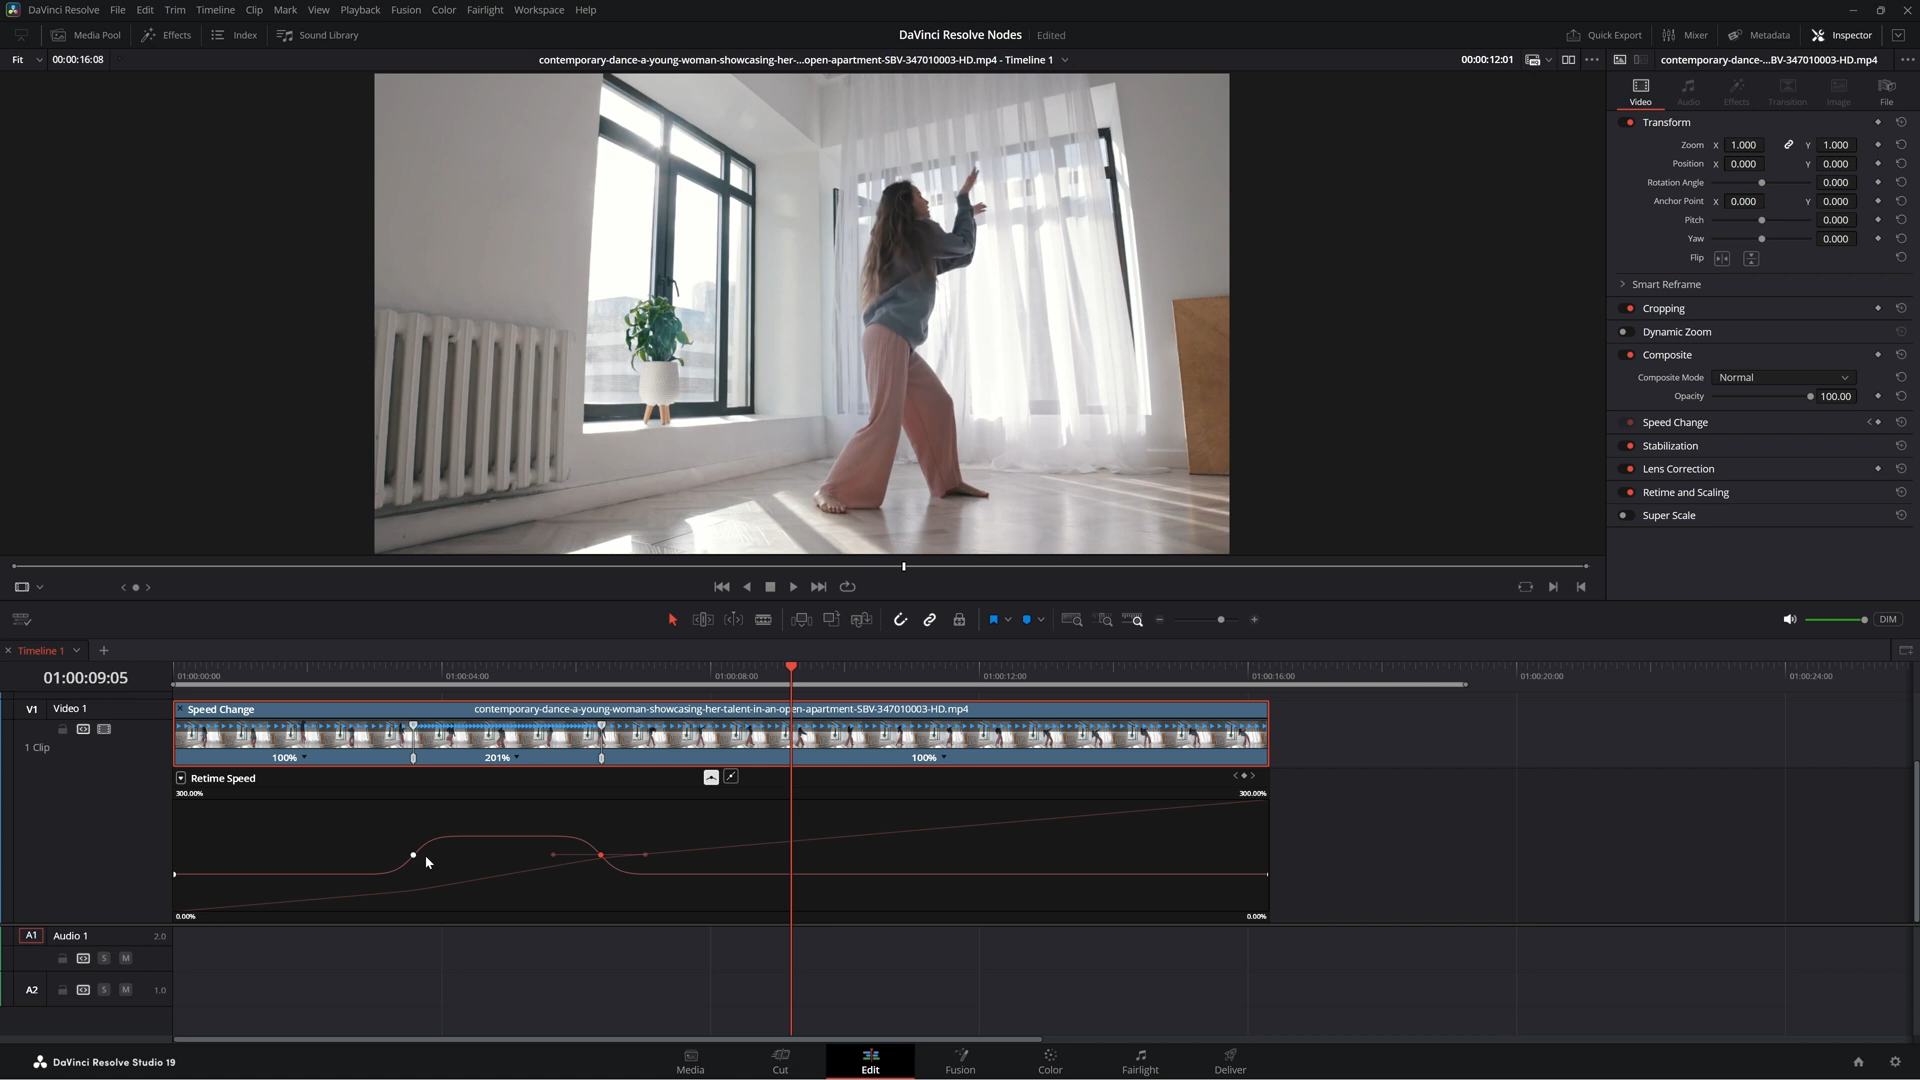 DaVinci Resolve File Edit Trim Timeline Clip Mark View Playback Fusion Color Fairlight Workspace Help
Media Pool Effects Index Sound Library DaVinci Resolve Nodes Edited Quick Export Mixer Metadata Inspector
Fit 00:00:16:08 contemporary-dance-a-young-woman-showcasing-her-...open-apartment-SBV-347010003-HD.mp4 - Timeline 1 00:00:12:01 contemporary-dance-...BV-347010003-HD.mp4
Video Audio Effects Transition Image File
Transform
Zoom X 1.000 Y 1.000
Position X 0.000 Y 0.000
Rotation Angle 0.000
Anchor Point X 0.000 Y 0.000
Pitch 0.000
Yaw 0.000
Flip
Smart Reframe
Cropping
Dynamic Zoom
Composite
Composite Mode Normal
Opacity 100.00
Speed Change
Stabilization
Lens Correction
Retime and Scaling
Super Scale
DIM
Timeline 1
01:00:09:05 01:00:00:00 01:00:04:00 01:00:08:00 01:00:12:00 01:00:16:00 01:00:20:00 01:00:24:00
V1 Video 1 Speed Change contemporary-dance-a-young-woman-showcasing-her-talent-in-an-open-apartment-SBV-347010003-HD.mp4
1 Clip
100% 201% 100%
Retime Speed
300.00% 300.00%
0.00% 0.00%
A1 Audio 1 2.0
S M
A2 S M 1.0
DaVinci Resolve Studio 19 Media Cut Edit Fusion Color Fairlight Deliver